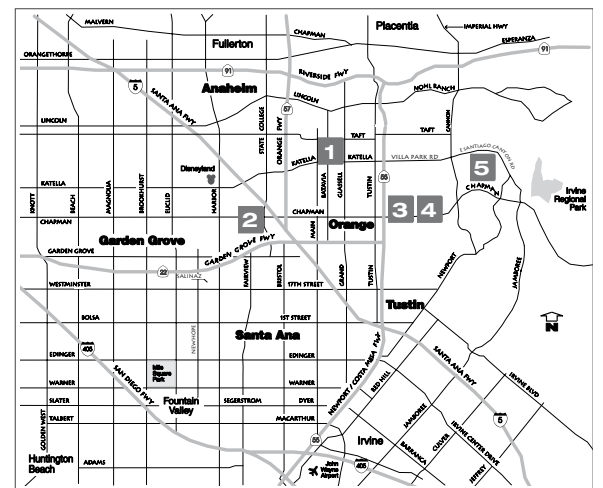 MALVERN
CHAPMAN
Placentia
IMPERIAL HWY
ORANGETHORPE
Fullerton
ESPERANZA
91
91
RIVERSIDE FWY
5
Anaheim
SANTA ANA FWY
LINCOLN
NOHL RANCH
57
LINCOLN
STATE COLLEGE
ORANGE FWY
TAFT
TAFT
CANNON
E SANTIAGO CANYON RD
Disneyland
KATELLA
1
KATELLA
VILLA PARK RD
5
55
KATELLA
KNOTT
BEACH
MAGNOLIA
BROOKHURST
EUCLID
HARBOR
BATAVIA
GLASSELL
TUSTIN
CHAPMAN
Irvine
Regional
Park
CHAPMAN
2
CHAPMAN
MAIN
Orange
3
4
Garden Grove
GARDEN GROVE FWY
GARDEN GROVE
22
SALINAZ
FAIRVIEW
BRISTOL
GRAND
TUSTIN
NEWPORT
JAMBOREE
WESTMINSTER
17TH STREET
Tustin
BOLSA
1ST STREET
N
NEWHOPE
Santa Ana
405
EDINGER
EDINGER
SANTA ANA FWY
SAN DIEGO FWY
Mile
Square
Park
WARNER
WARNER
NEWPORT / COSTA MESA FWY
RED HILL
IRVINE BLVD
SLATER
Fountain
Valley
SEGERSTROM
DYER
JAMBOREE
5
TALBERT
MACARTHUR
GOLDEN WEST
55
Irvine
BARRANCA
CULVER
IRVINE CENTER DRIVE
Huntington
Beach
ADAMS
John
Wayne
Airport
405
JEFFREY